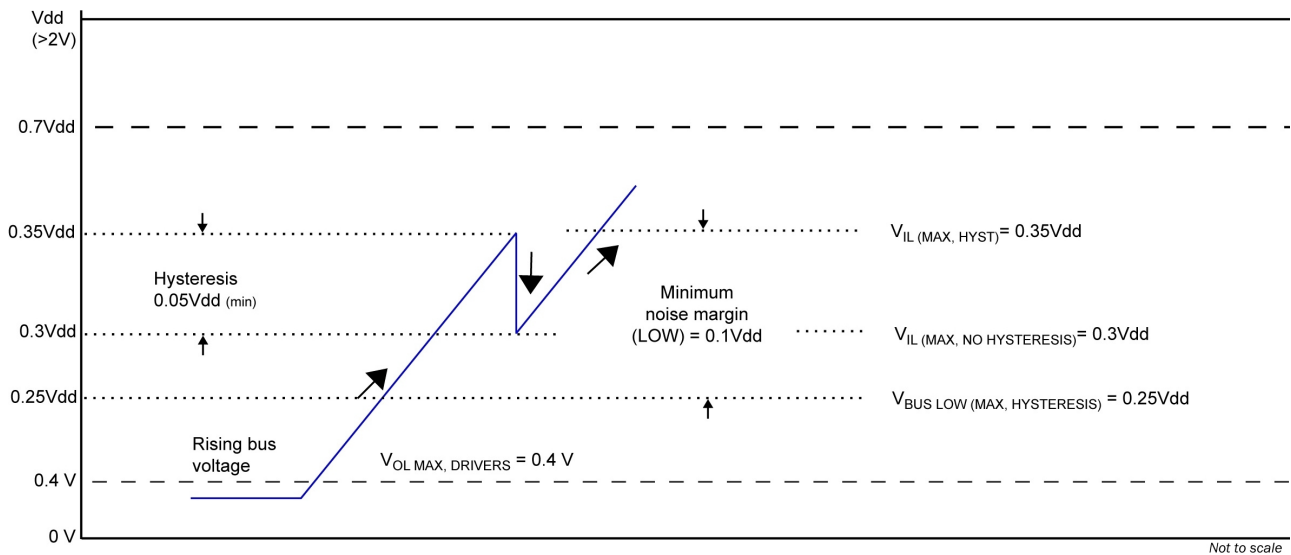 Vdd
(>2V)
0.7Vdd
0.35Vdd
V_IL (MAX, HYST)= 0.35Vdd
Hysteresis
0.05Vdd (min)
Minimum
noise margin
(LOW) = 0.1Vdd
0.3Vdd
V_IL (MAX, NO HYSTERESIS)= 0.3Vdd
0.25Vdd
V_BUS LOW (MAX, HYSTERESIS) = 0.25Vdd
Rising bus
voltage
V_OL MAX, DRIVERS = 0.4 V
0.4 V
0 V
Not to scale